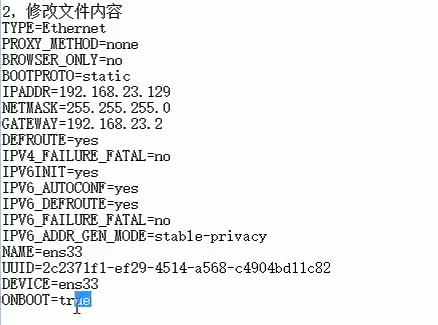 2，修改文件内容
TYPE=Ethernet
PROXY_METHOD=none
BROWSER_ONLY=no
BOOTPROTO=static
IPADDR=192.168.23.129
NETMASK=255.255.255.0
GATEWAY=192.168.23.2
DEFROUTE=yes
IPV4_FAILURE_FATAL=no
IPV6INIT=yes
IPV6_AUTOCONF=yes
IPV6_DEFROUTE=yes
IPV6_FAILURE_FATAL=no
IPV6_ADDR_GEN_MODE=stable-privacy
NAME=ens33
UUID=2c2371f1-ef29-4514-a568-c4904bd11c82
DEVICE=ens33
ONBOOT=true